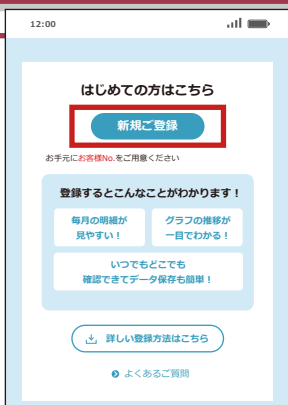 12:00
はじめての方はこちら
新規ご登録
お手元にお客様No.をご用意ください
登録するとこんなことがわかります！
毎月の明細が
見やすい！
グラフの推移が
一目でわかる！
いつでもどこでも
確認できてデータ保存も簡単！
詳しい登録方法はこちら
よくあるご質問